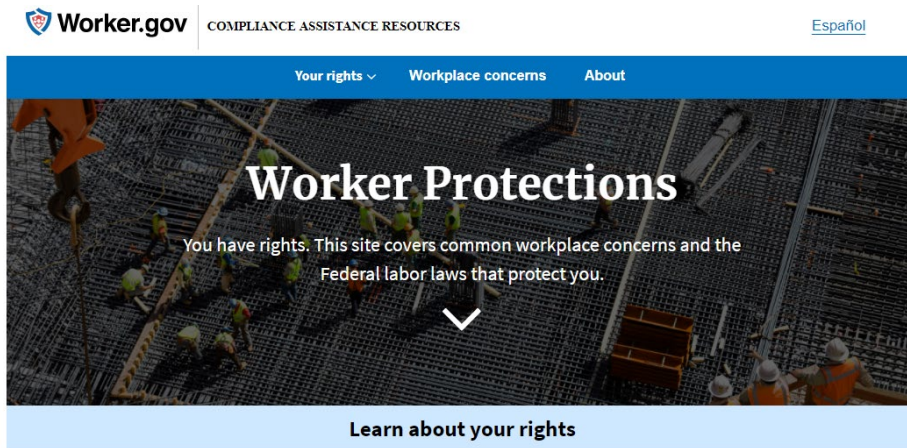 Worker.gov
COMPLIANCE ASSISTANCE RESOURCES
Español
Your rights
Workplace concerns
About
Worker Protections
You have rights. This site covers common workplace concerns and the
Federal labor laws that protect you.
Learn about your rights